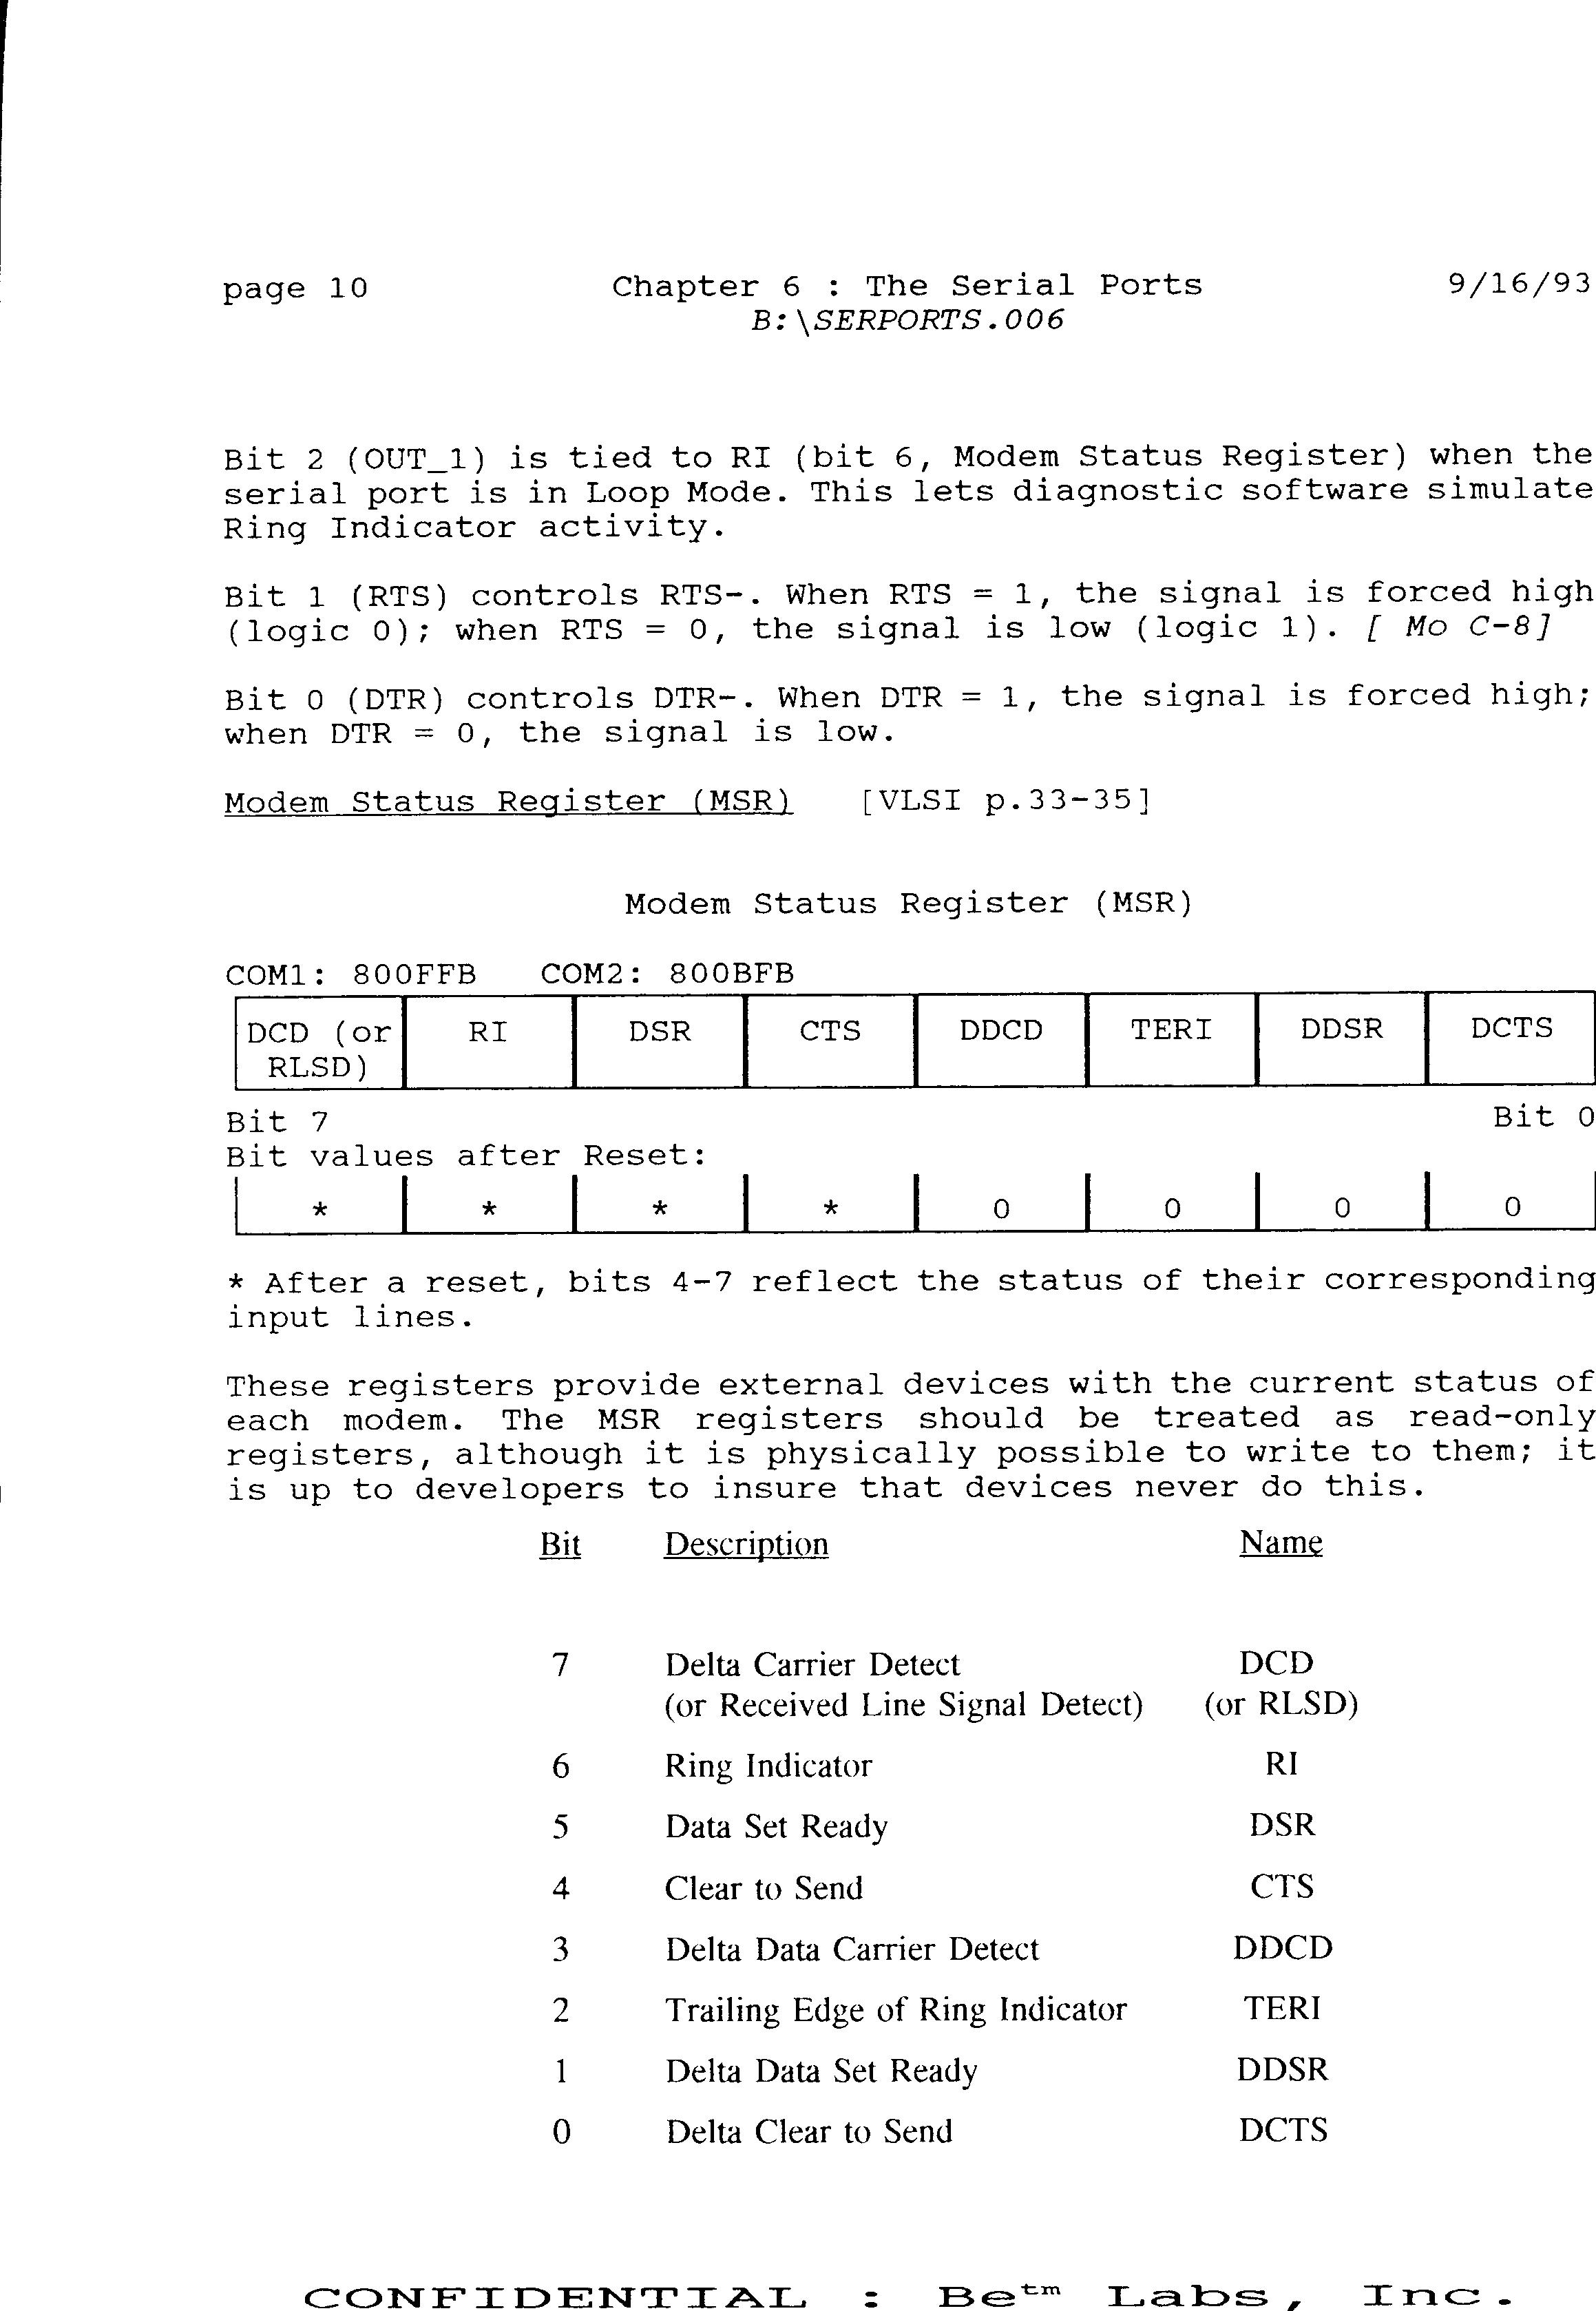 page 10 Chapter 6 : The Serial Ports 9/16/93
B:\SERPORTS.006
Bit 2 (OUT_1) is tied to RI (bit 6, Modem Status Register) when the
serial port is in Loop Mode. This lets diagnostic software simulate
Ring Indicator activity.
Bit 1 (RTS) controls RTS-. When RTS = 1, the signal is forced high
(logic 0); when RTS = 0, the signal is low (logic 1). [ Mo C-8]
Bit 0 (DTR) controls DTR-. When DTR = 1, the signal is forced high;
when DTR = 0, the signal is low.
Modem Status Register (MSR) [VLSI p.33-35]
Modem Status Register (MSR)
COM1: 800FFB COM2: 800BFB
DCD (or RI DSR CTS DDCD TERI DDSR DCTS
RLSD)
Bit 7 Bit 0
Bit values after Reset:
* * * * 0 0 0 0
* After a reset, bits 4-7 reflect the status of their corresponding
input lines.
These registers provide external devices with the current status of
each modem. The MSR registers should be treated as read-only
registers, although it is physically possible to write to them; it
is up to developers to insure that devices never do this.
Bit Description Name
7 Delta Carrier Detect DCD
(or Received Line Signal Detect) (or RLSD)
6 Ring Indicator RI
5 Data Set Ready DSR
4 Clear to Send CTS
3 Delta Data Carrier Detect DDCD
2 Trailing Edge of Ring Indicator TERI
1 Delta Data Set Ready DDSR
0 Delta Clear to Send DCTS
CONFIDENTIAL : Be™ Labs, Inc.